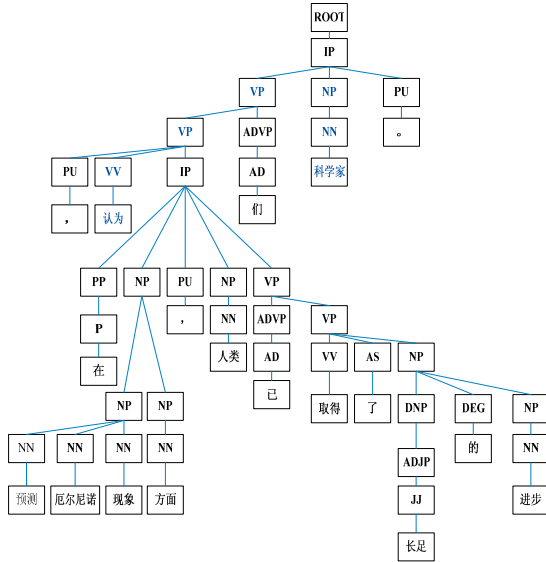 ROOT
IP
VP NP PU
VP ADVP NN 。
PU VV IP AD 科学家
， 认为 们
PP NP PU NP VP
P ， NN ADVP VP
在 人类 AD VV AS NP
已 取得 了
NP NP DNP DEG NP
NN NN NN NN ADJP 的 NN
预测 厄尔尼诺 现象 方面 JJ 进步
长足